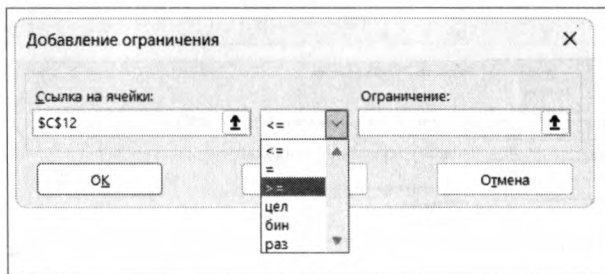 Добавление ограничения
Ссылка на ячейки:
Ограничение:
$C$12
<=
<=
=
>=
цел
бин
раз
ОК
Отмена